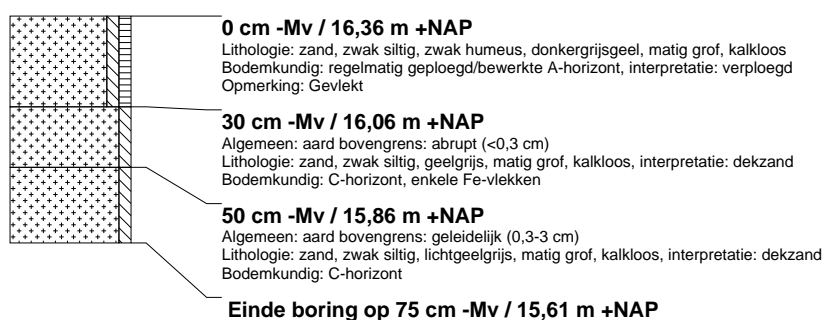 0 cm -Mv / 16,36 m +NAP
Lithologie: zand, zwak siltig, zwak humeus, donkergrijsgeel, matig grof, kalkloos
Bodemkundig: regelmatig geploegd/bewerkte A-horizont, interpretatie: verploegd
Opmerking: Gevlekt
30 cm -Mv / 16,06 m +NAP
Algemeen: aard bovengrens: abrupt (<0,3 cm)
Lithologie: zand, zwak siltig, geelgrijs, matig grof, kalkloos, interpretatie: dekzand
Bodemkundig: C-horizont, enkele Fe-vlekken
50 cm -Mv / 15,86 m +NAP
Algemeen: aard bovengrens: geleidelijk (0,3-3 cm)
Lithologie: zand, zwak siltig, lichtgeelgrijs, matig grof, kalkloos, interpretatie: dekzand
Bodemkundig: C-horizont
Einde boring op 75 cm -Mv / 15,61 m +NAP